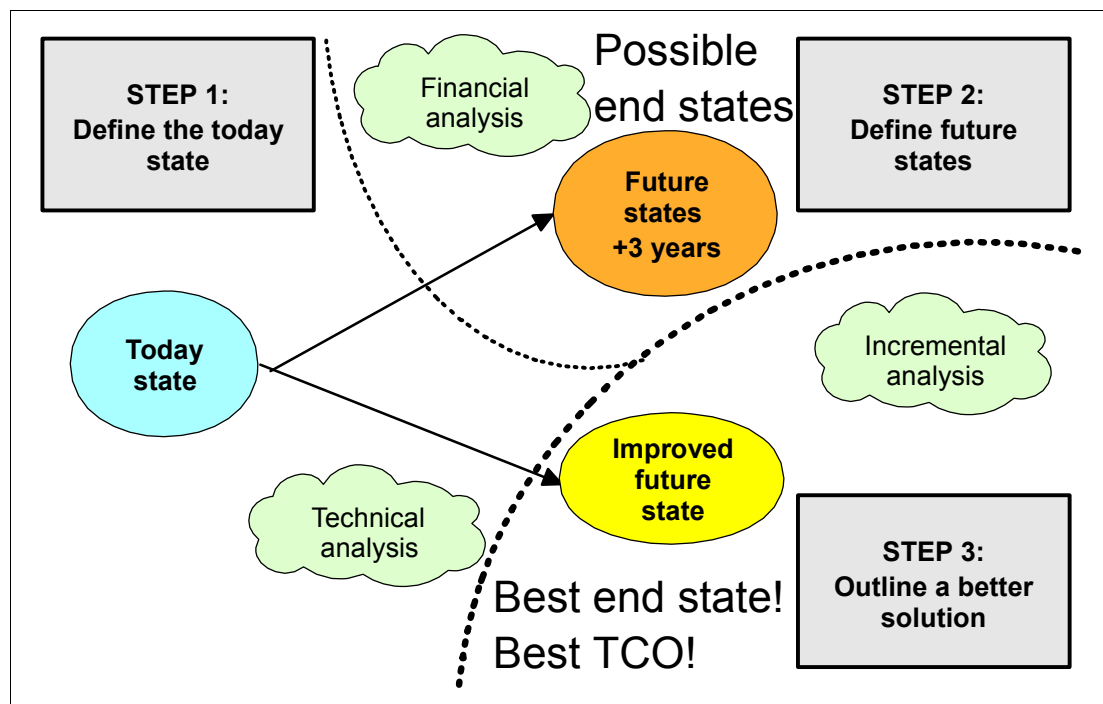 STEP 1:
Define the today
state
Financial
analysis
Possible
end states
STEP 2:
Define future
states
Future
states
+3 years
Today
state
Incremental
analysis
Improved
future
state
Technical
analysis
Best end state!
Best TCO!
STEP 3:
Outline a better
solution